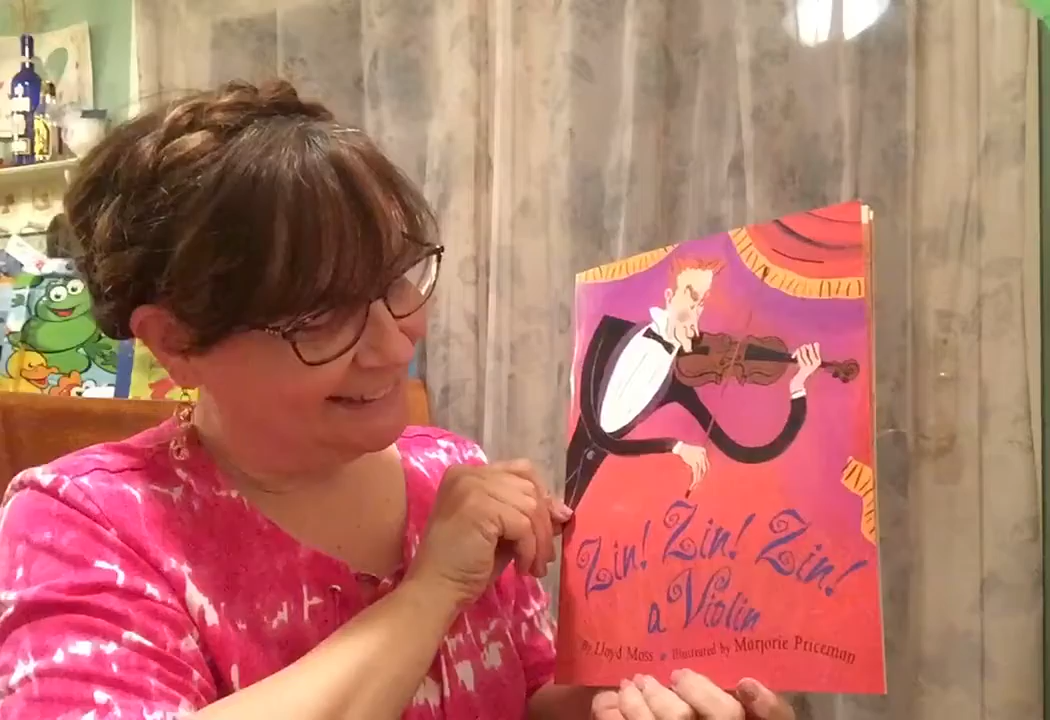 Zin! Zin! Zin!
a Violin
By Lloyd Moss • Illustrated by Marjorie Priceman